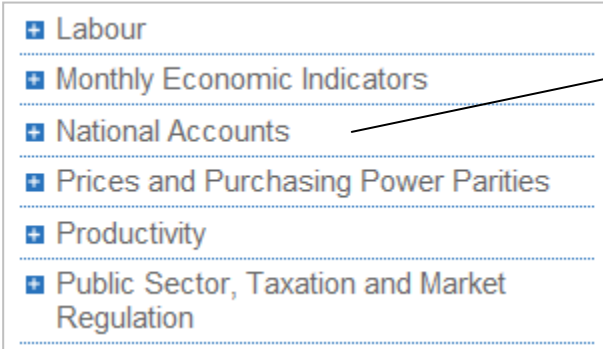 Labour
Monthly Economic Indicators
National Accounts
Prices and Purchasing Power Parities
Productivity
Public Sector, Taxation and Market
Regulation